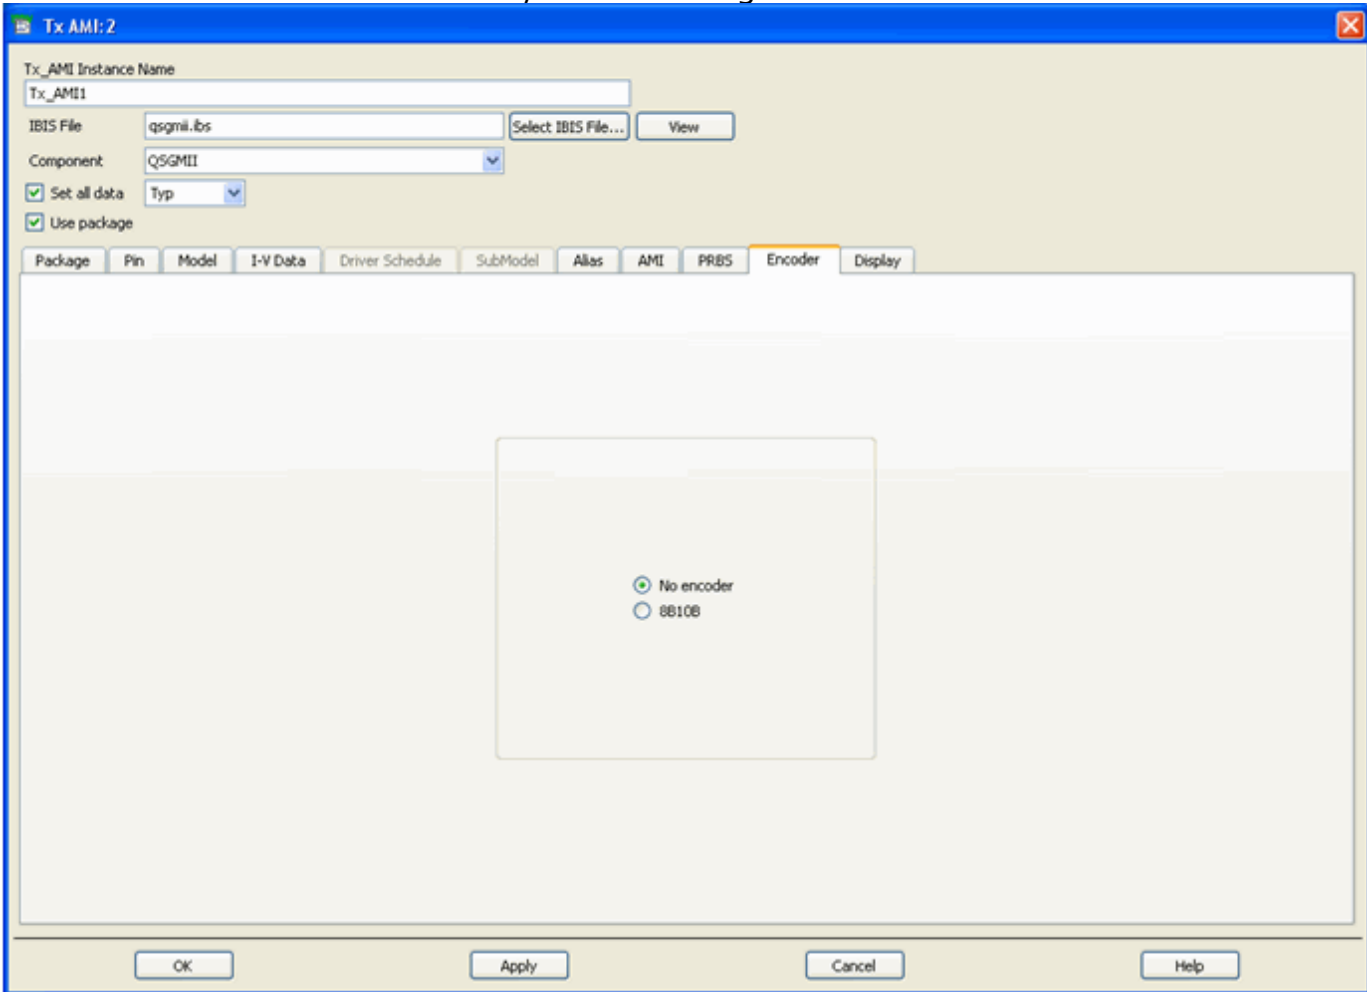 Tx AMI:2
Tx_AMI Instance Name
Tx_AMI1
IBIS File qsgmii.ibs Select IBIS File... View
Component QSGMII
Set all data Typ
Use package
Package Pin Model I-V Data Driver Schedule SubModel Alias AMI PRBS Encoder Display
No encoder
8B10B
OK Apply Cancel Help